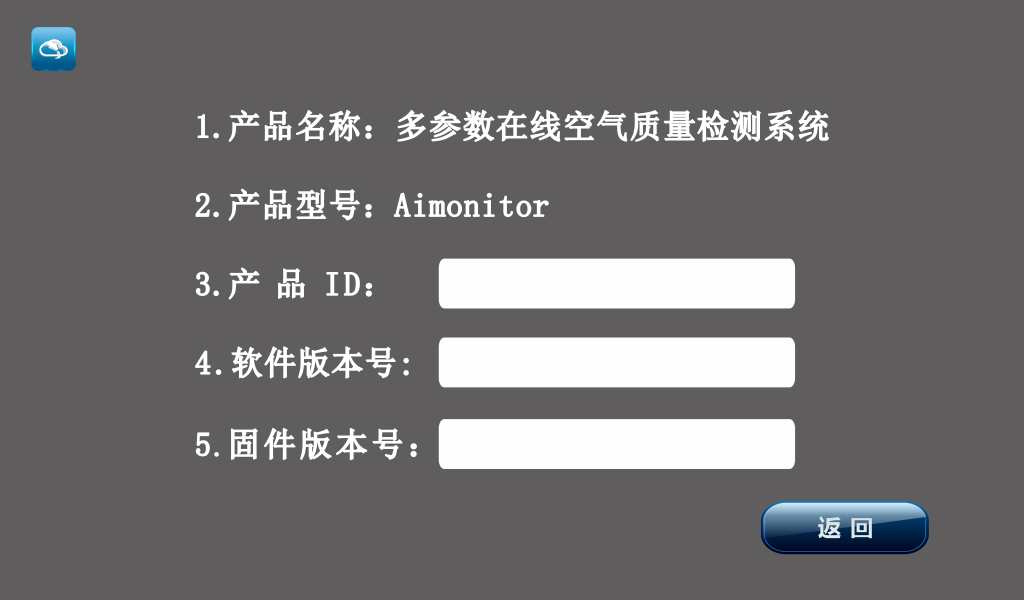 1.产品名称：多参数在线空气质量检测系统
2.产品型号：Aimonitor
3.产 品 ID：
4.软件版本号:
5.固件版本号：
返 回